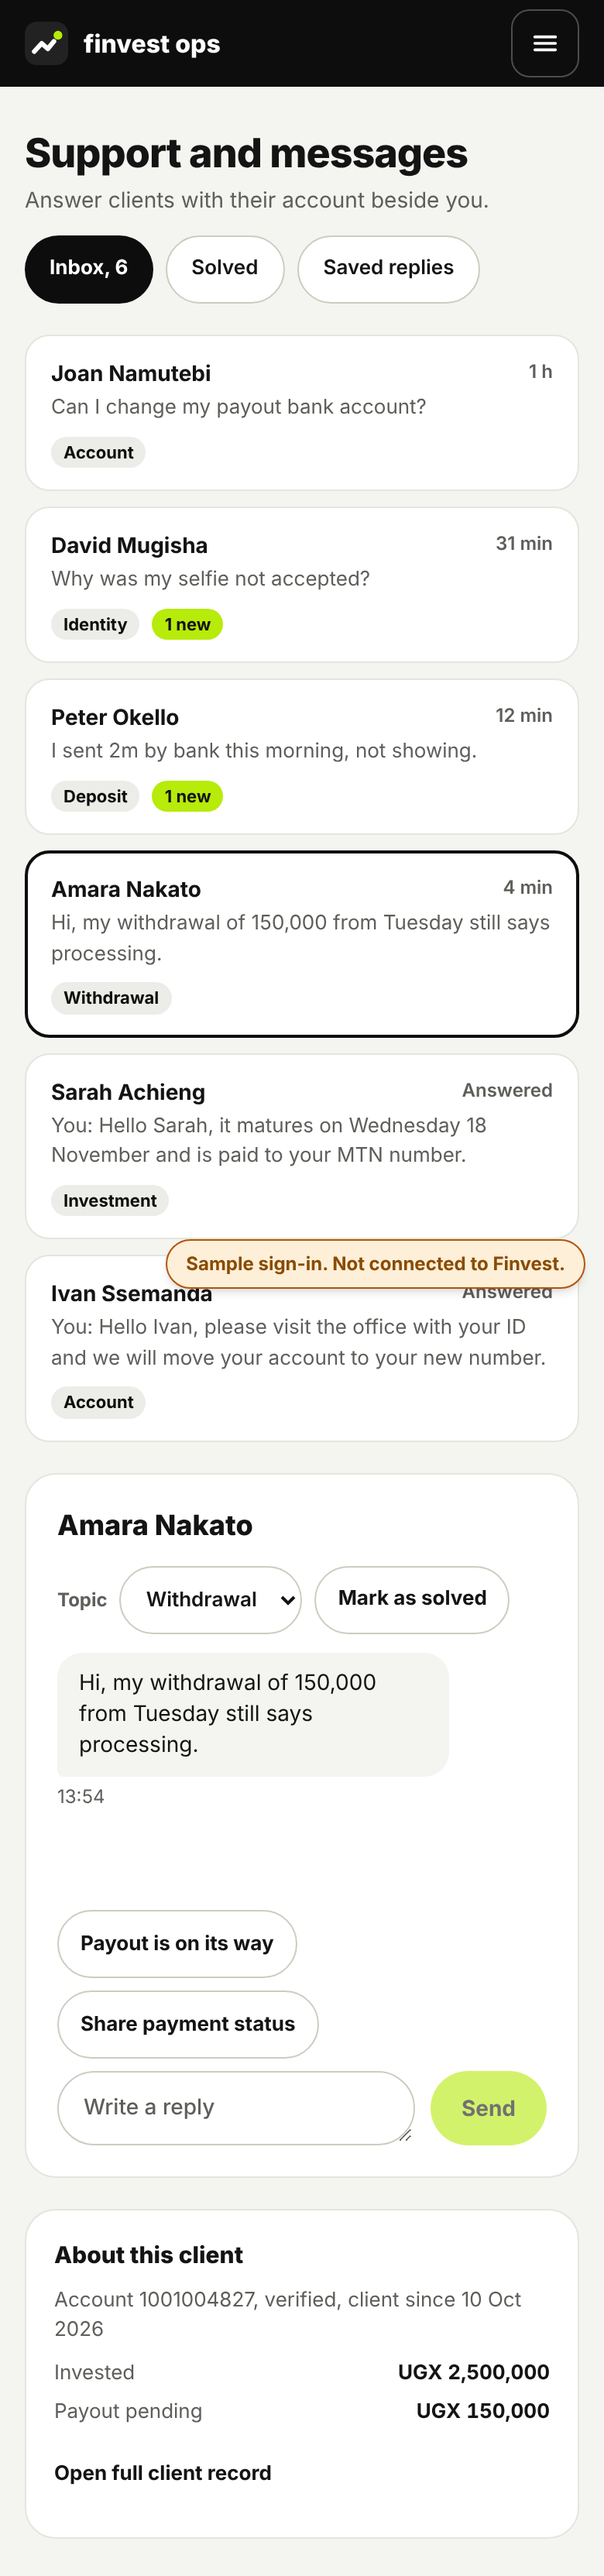 finvest ops
Support and messages
Answer clients with their account beside you.
Inbox, 6
Solved
Saved replies
Joan Namutebi
1 h
Can I change my payout bank account?
Account
David Mugisha
31 min
Why was my selfie not accepted?
Identity
1 new
Peter Okello
12 min
I sent 2m by bank this morning, not showing.
Deposit
1 new
Amara Nakato
4 min
Hi, my withdrawal of 150,000 from Tuesday still says
processing.
Withdrawal
Sarah Achieng
Answered
You: Hello Sarah, it matures on Wednesday 18
November and is paid to your MTN number.
Investment
Sample sign-in. Not connected to Finvest.
Ivan Ssemanda
Answered
You: Hello Ivan, please visit the office with your ID
and we will move your account to your new number.
Account
Amara Nakato
Topic
Withdrawal
Mark as solved
Hi, my withdrawal of 150,000
from Tuesday still says
processing.
13:54
Payout is on its way
Share payment status
Write a reply
Send
About this client
Account 1001004827, verified, client since 10 Oct
2026
Invested
UGX 2,500,000
Payout pending
UGX 150,000
Open full client record